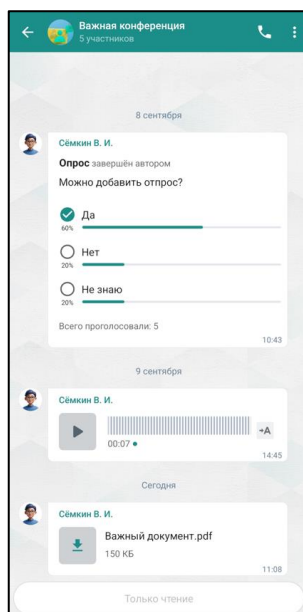 Важная конференция
5 участников
8 сентября
Сёмкин В. И.
Опрос завершён автором
Можно добавить отпрос?
Да
60%
Нет
20%
Не знаю
20%
Всего проголосовали: 5
10:43
9 сентября
Сёмкин В. И.
00:07
→A
14:45
Сегодня
Сёмкин В. И.
Важный документ.pdf
150 КБ
11:08
Только чтение